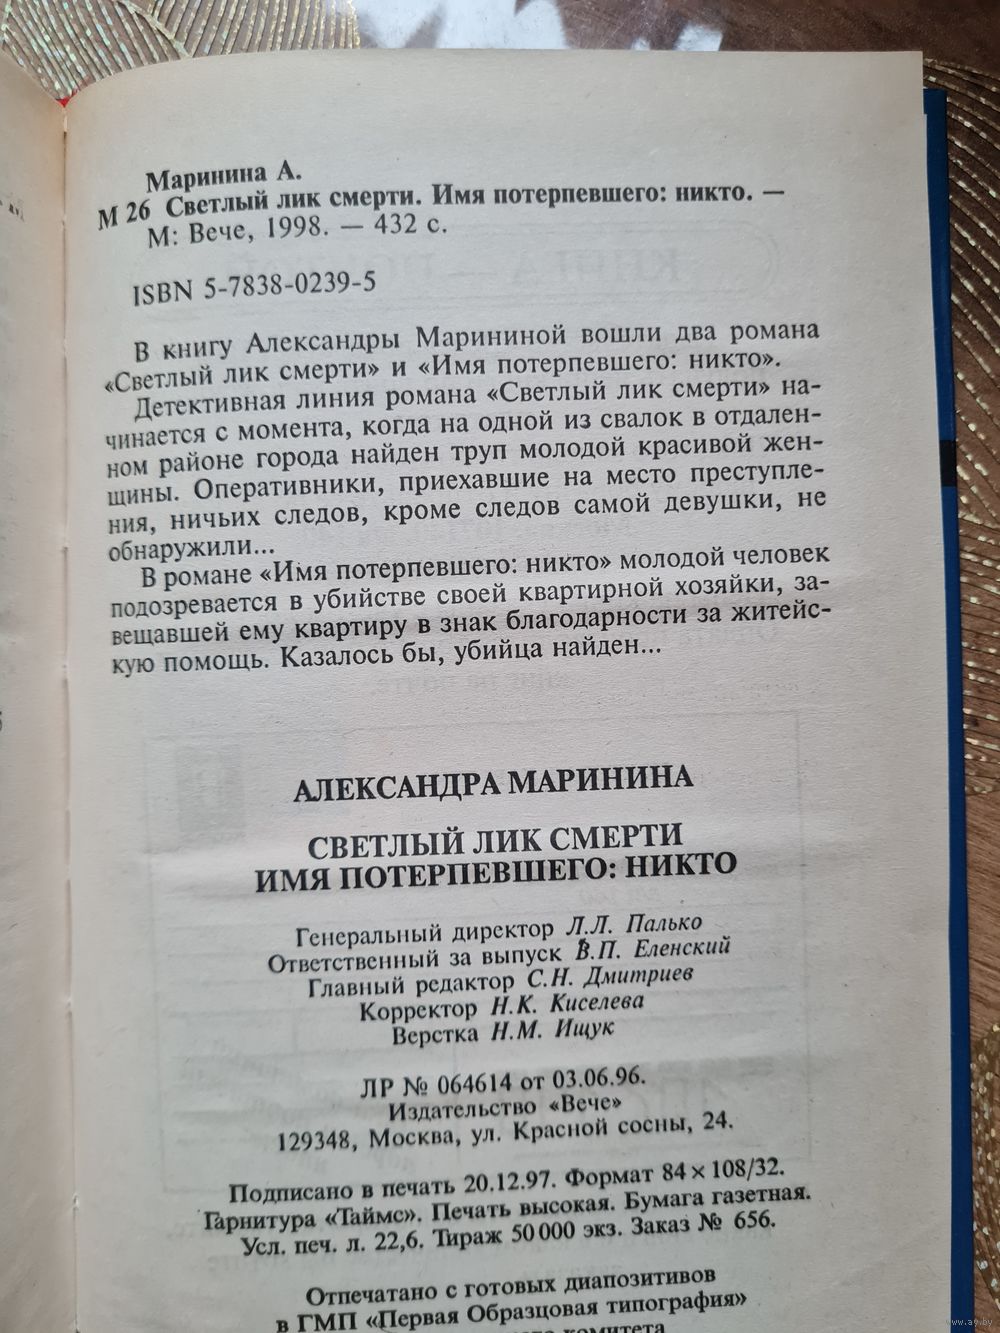 Маринина А.
М 26 Светлый лик смерти. Имя потерпевшего: никто. —
М: Вече, 1998. — 432 с.
ISBN 5-7838-0239-5
В книгу Александры Марининой вошли два романа
«Светлый лик смерти» и «Имя потерпевшего: никто».
Детективная линия романа «Светлый лик смерти» на-
чинается с момента, когда на одной из свалок в отдален-
ном районе города найден труп молодой красивой жен-
щины. Оперативники, приехавшие на место преступле-
ния, ничьих следов, кроме следов самой девушки, не
обнаружили...
В романе «Имя потерпевшего: никто» молодой человек
подозревается в убийстве своей квартирной хозяйки, за-
вещавшей ему квартиру в знак благодарности за житейс-
кую помощь. Казалось бы, убийца найден...
АЛЕКСАНДРА МАРИНИНА
СВЕТЛЫЙ ЛИК СМЕРТИ
ИМЯ ПОТЕРПЕВШЕГО: НИКТО
Генеральный директор Л.Л. Палько
Ответственный за выпуск В.П. Еленский
Главный редактор С.Н. Дмитриев
Корректор Н.К. Киселева
Верстка Н.М. Ищук
ЛР № 064614 от 03.06.96.
Издательство «Вече»
129348, Москва, ул. Красной сосны, 24.
Подписано в печать 20.12.97. Формат 84 × 108/32.
Гарнитура «Таймс». Печать высокая. Бумага газетная.
Усл. печ. л. 22,6. Тираж 50 000 экз. Заказ № 656.
Отпечатано с готовых диапозитивов
в ГМП «Первая Образцовая типография»
комитета
www.ay.by